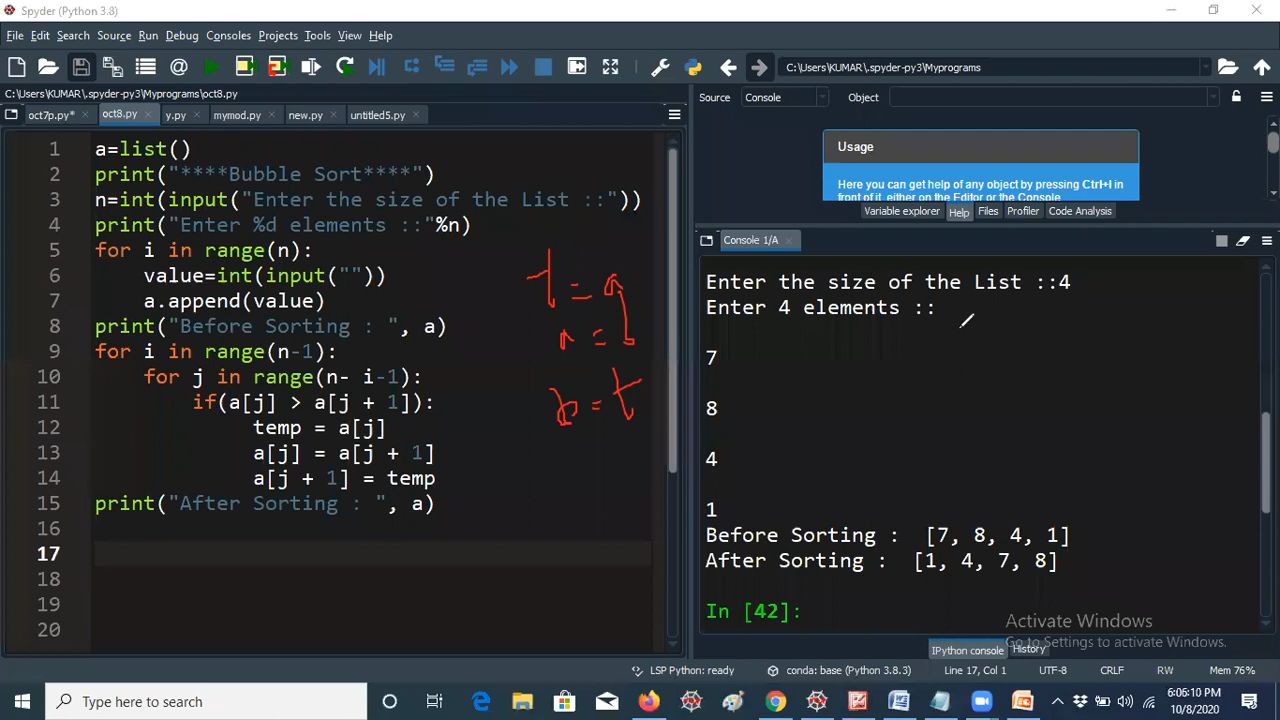 Spyder (Python 3.8)
File Edit Search Source Run Debug Consoles Projects Tools View Help
C:\Users\KUMAR\.spyder-py3\Myprograms
C:\Users\KUMAR\.spyder-py3\Myprograms\oct8.py
oct7p.py* oct8.py y.py mymod.py new.py untitled5.py
Source Console Object
Usage
Here you can get help of any object by pressing Ctrl+I in
front of it, either on the Editor or the Console
Variable explorer Help Files Profiler Code Analysis
Console 1/A
1 a=list()
2 print("****Bubble Sort****")
3 n=int(input("Enter the size of the List ::"))
4 print("Enter %d elements ::"%n)
5 for i in range(n):
6 value=int(input(""))
7 a.append(value)
8 print("Before Sorting : ", a)
9 for i in range(n-1):
10 for j in range(n- i-1):
11 if(a[j] > a[j + 1]):
12 temp = a[j]
13 a[j] = a[j + 1]
14 a[j + 1] = temp
15 print("After Sorting : ", a)
16
17
18
19
20
t = a
b = t
Enter the size of the List ::4
Enter 4 elements ::
7
8
4
1
Before Sorting : [7, 8, 4, 1]
After Sorting : [1, 4, 7, 8]
In [42]:
Activate Windows
Go to Settings to activate Windows.
IPython console History
LSP Python: ready conda: base (Python 3.8.3) Line 17, Col 1 UTF-8 CRLF RW Mem 76%
Type here to search
6:06:10 PM
10/8/2020